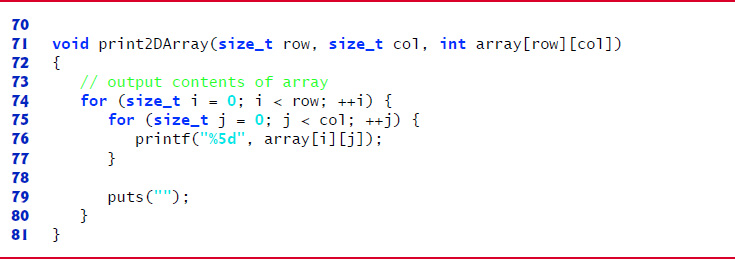 70
71 void print2DArray(size_t row, size_t col, int array[row][col])
72 {
73    // output contents of array
74    for (size_t i = 0; i < row; ++i) {
75       for (size_t j = 0; j < col; ++j) {
76          printf("%5d", array[i][j]);
77       }
78
79       puts("");
80    }
81 }